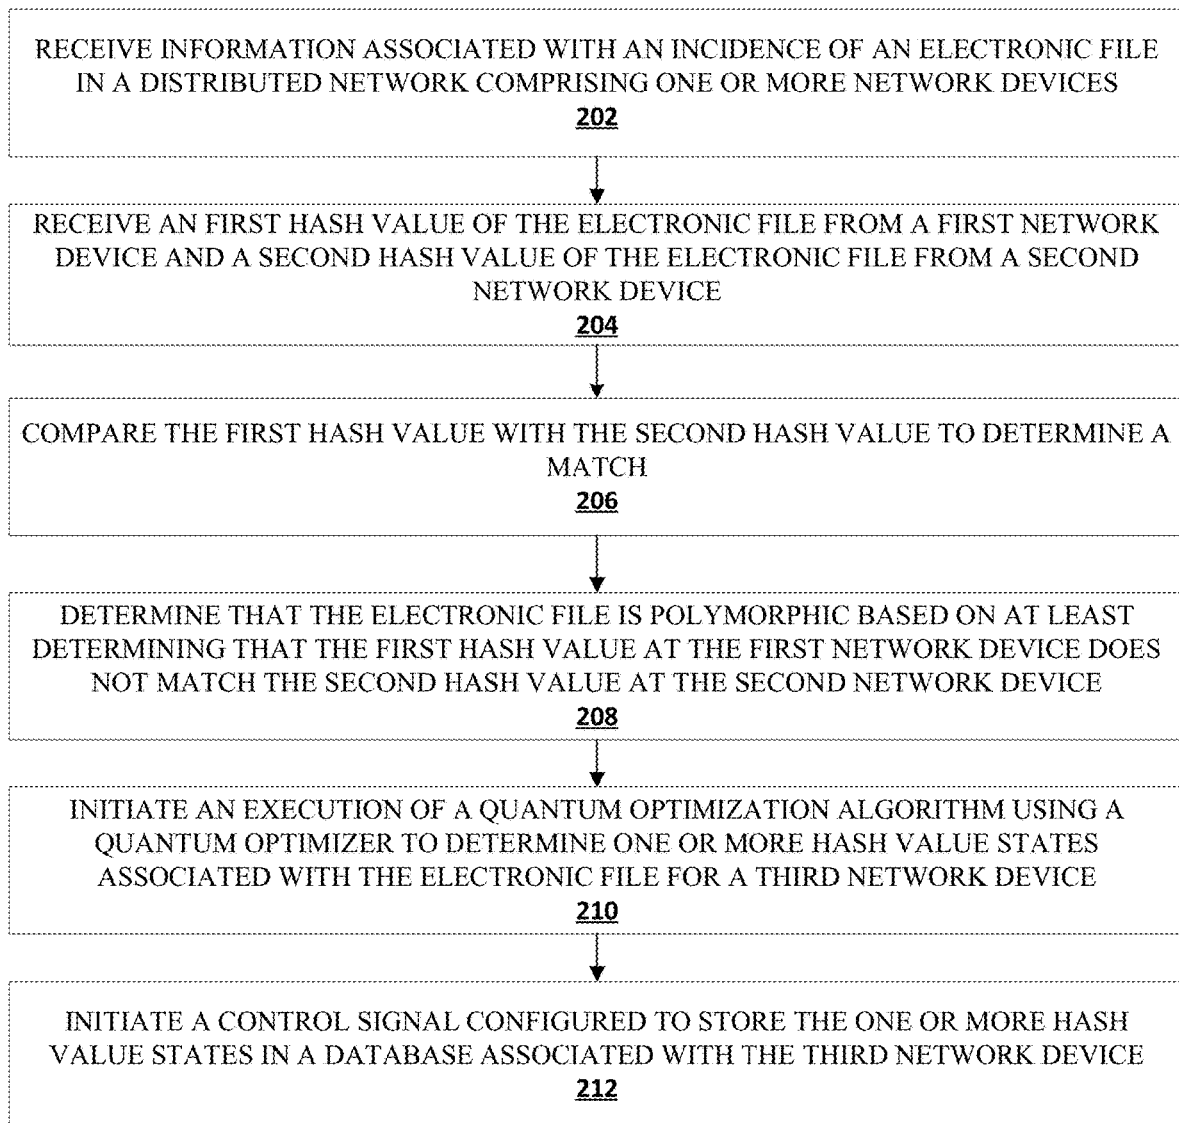 RECEIVE INFORMATION ASSOCIATED WITH AN INCIDENCE OF AN ELECTRONIC FILE
IN A DISTRIBUTED NETWORK COMPRISING ONE OR MORE NETWORK DEVICES
202
RECEIVE AN FIRST HASH VALUE OF THE ELECTRONIC FILE FROM A FIRST NETWORK
DEVICE AND A SECOND HASH VALUE OF THE ELECTRONIC FILE FROM A SECOND
NETWORK DEVICE
204
COMPARE THE FIRST HASH VALUE WITH THE SECOND HASH VALUE TO DETERMINE A
MATCH
206
DETERMINE THAT THE ELECTRONIC FILE IS POLYMORPHIC BASED ON AT LEAST
DETERMINING THAT THE FIRST HASH VALUE AT THE FIRST NETWORK DEVICE DOES
NOT MATCH THE SECOND HASH VALUE AT THE SECOND NETWORK DEVICE
208
INITIATE AN EXECUTION OF A QUANTUM OPTIMIZATION ALGORITHM USING A
QUANTUM OPTIMIZER TO DETERMINE ONE OR MORE HASH VALUE STATES
ASSOCIATED WITH THE ELECTRONIC FILE FOR A THIRD NETWORK DEVICE
210
INITIATE A CONTROL SIGNAL CONFIGURED TO STORE THE ONE OR MORE HASH
VALUE STATES IN A DATABASE ASSOCIATED WITH THE THIRD NETWORK DEVICE
212